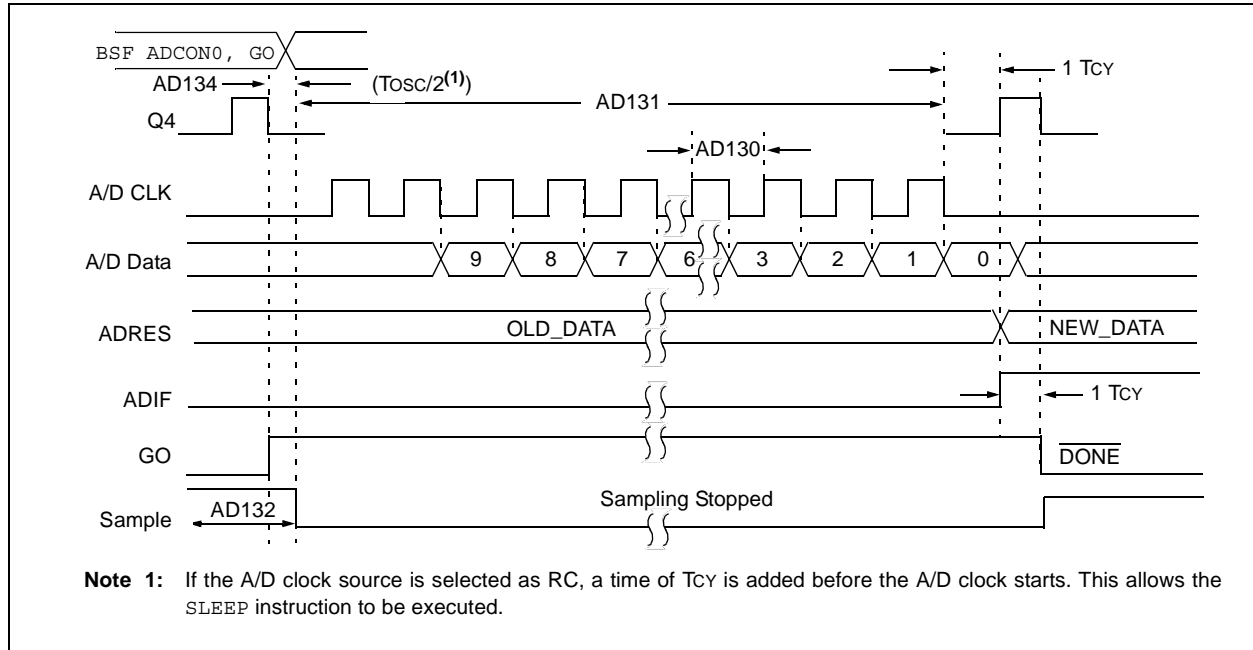 BSF ADCON0, GO
AD134 (TOSC/2(1)) 1 TCY
AD131
Q4
AD130
A/D CLK
A/D Data 9 8 7 6 3 2 1 0
ADRES OLD_DATA NEW_DATA
ADIF 1 TCY
GO DONE
Sampling Stopped
AD132
Sample
Note 1: If the A/D clock source is selected as RC, a time of TCY is added before the A/D clock starts. This allows the
SLEEP instruction to be executed.